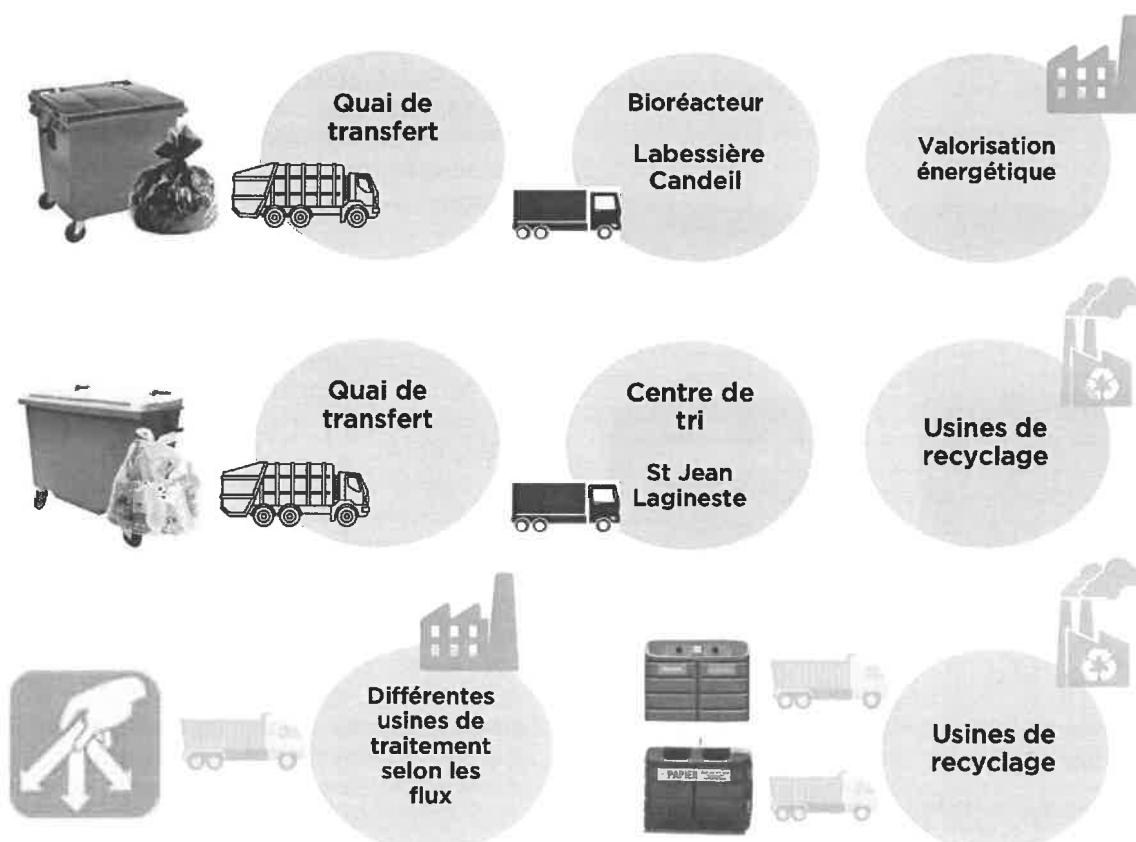 Quai de
transfert
Bioréacteur
Labessière
Candeil
Valorisation
énergétique
Quai de
transfert
Centre de
tri
St Jean
Lagineste
Usines de
recyclage
Différentes
usines de
traitement
selon les
flux
PAPIER
Usines de
recyclage